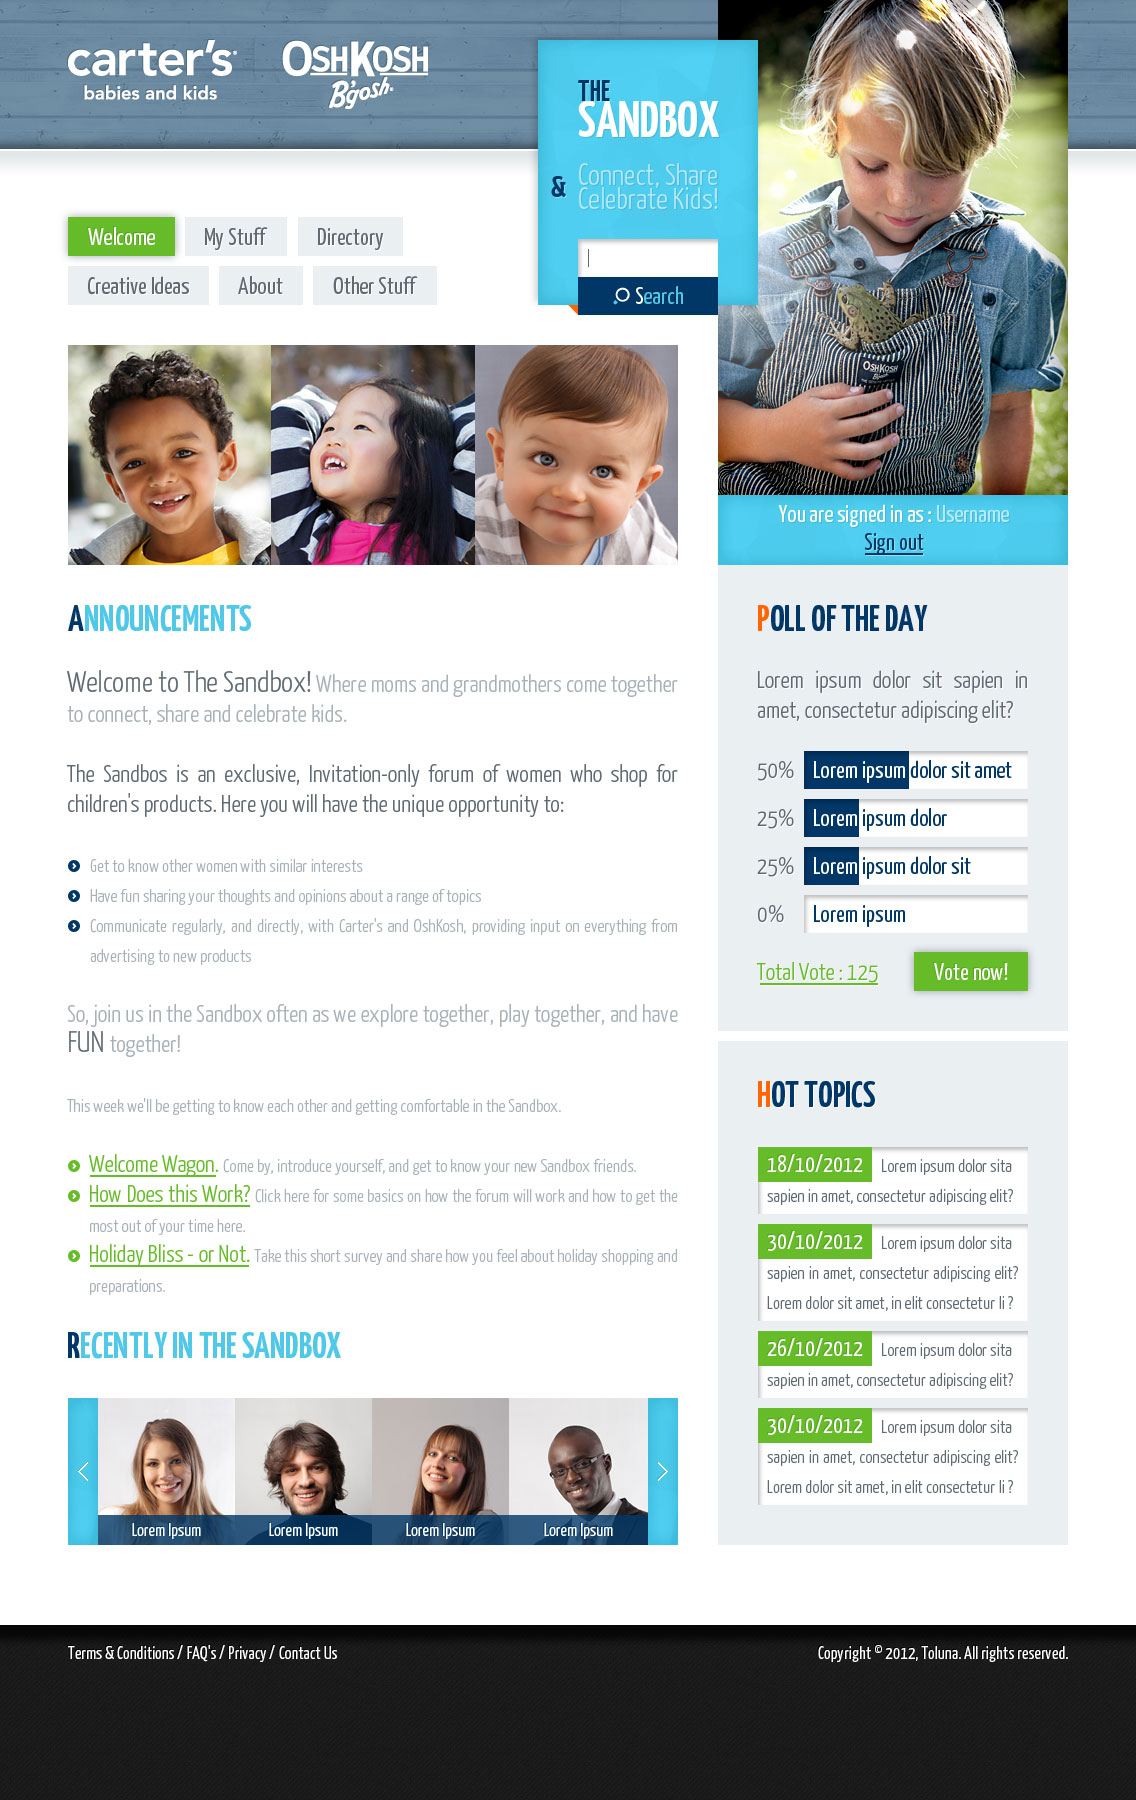 carter's
babies and kids
OshKosh
B'gosh
THE
SANDBOX
& Connect, Share
Celebrate Kids!
Search
Welcome
My Stuff
Directory
Creative Ideas
About
Other Stuff
OSHKOSH
B'gosh
You are signed in as : Username
Sign out
ANNOUNCEMENTS
Welcome to The Sandbox! Where moms and grandmothers come together
to connect, share and celebrate kids.
The Sandbos is an exclusive, Invitation-only forum of women who shop for
children's products. Here you will have the unique opportunity to:
Get to know other women with similar interests
Have fun sharing your thoughts and opinions about a range of topics
Communicate regularly, and directly, with Carter's and OshKosh, providing input on everything from
advertising to new products
So, join us in the Sandbox often as we explore together, play together, and have
FUN together!
This week we'll be getting to know each other and getting comfortable in the Sandbox.
Welcome Wagon. Come by, introduce yourself, and get to know your new Sandbox friends.
How Does this Work? Click here for some basics on how the forum will work and how to get the
most out of your time here.
Holiday Bliss - or Not. Take this short survey and share how you feel about holiday shopping and
preparations.
RECENTLY IN THE SANDBOX
Lorem Ipsum
Lorem Ipsum
Lorem Ipsum
Lorem Ipsum
POLL OF THE DAY
Lorem ipsum dolor sit sapien in
amet, consectetur adipiscing elit?
50% Lorem ipsum dolor sit amet
25% Lorem ipsum dolor
25% Lorem ipsum dolor sit
0% Lorem ipsum
Total Vote : 125
Vote now!
HOT TOPICS
18/10/2012 Lorem ipsum dolor sita
sapien in amet, consectetur adipiscing elit?
30/10/2012 Lorem ipsum dolor sita
sapien in amet, consectetur adipiscing elit?
Lorem dolor sit amet, in elit consectetur li ?
26/10/2012 Lorem ipsum dolor sita
sapien in amet, consectetur adipiscing elit?
30/10/2012 Lorem ipsum dolor sita
sapien in amet, consectetur adipiscing elit?
Lorem dolor sit amet, in elit consectetur li ?
Terms & Conditions / FAQ's / Privacy / Contact Us
Copyright © 2012, Toluna. All rights reserved.